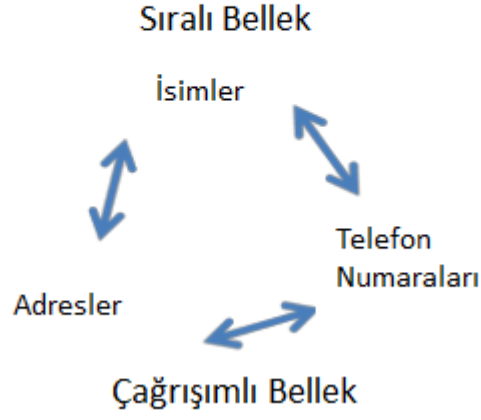 Sıralı Bellek
İsimler
Telefon
Numaraları
Adresler
Çağrışımlı Bellek